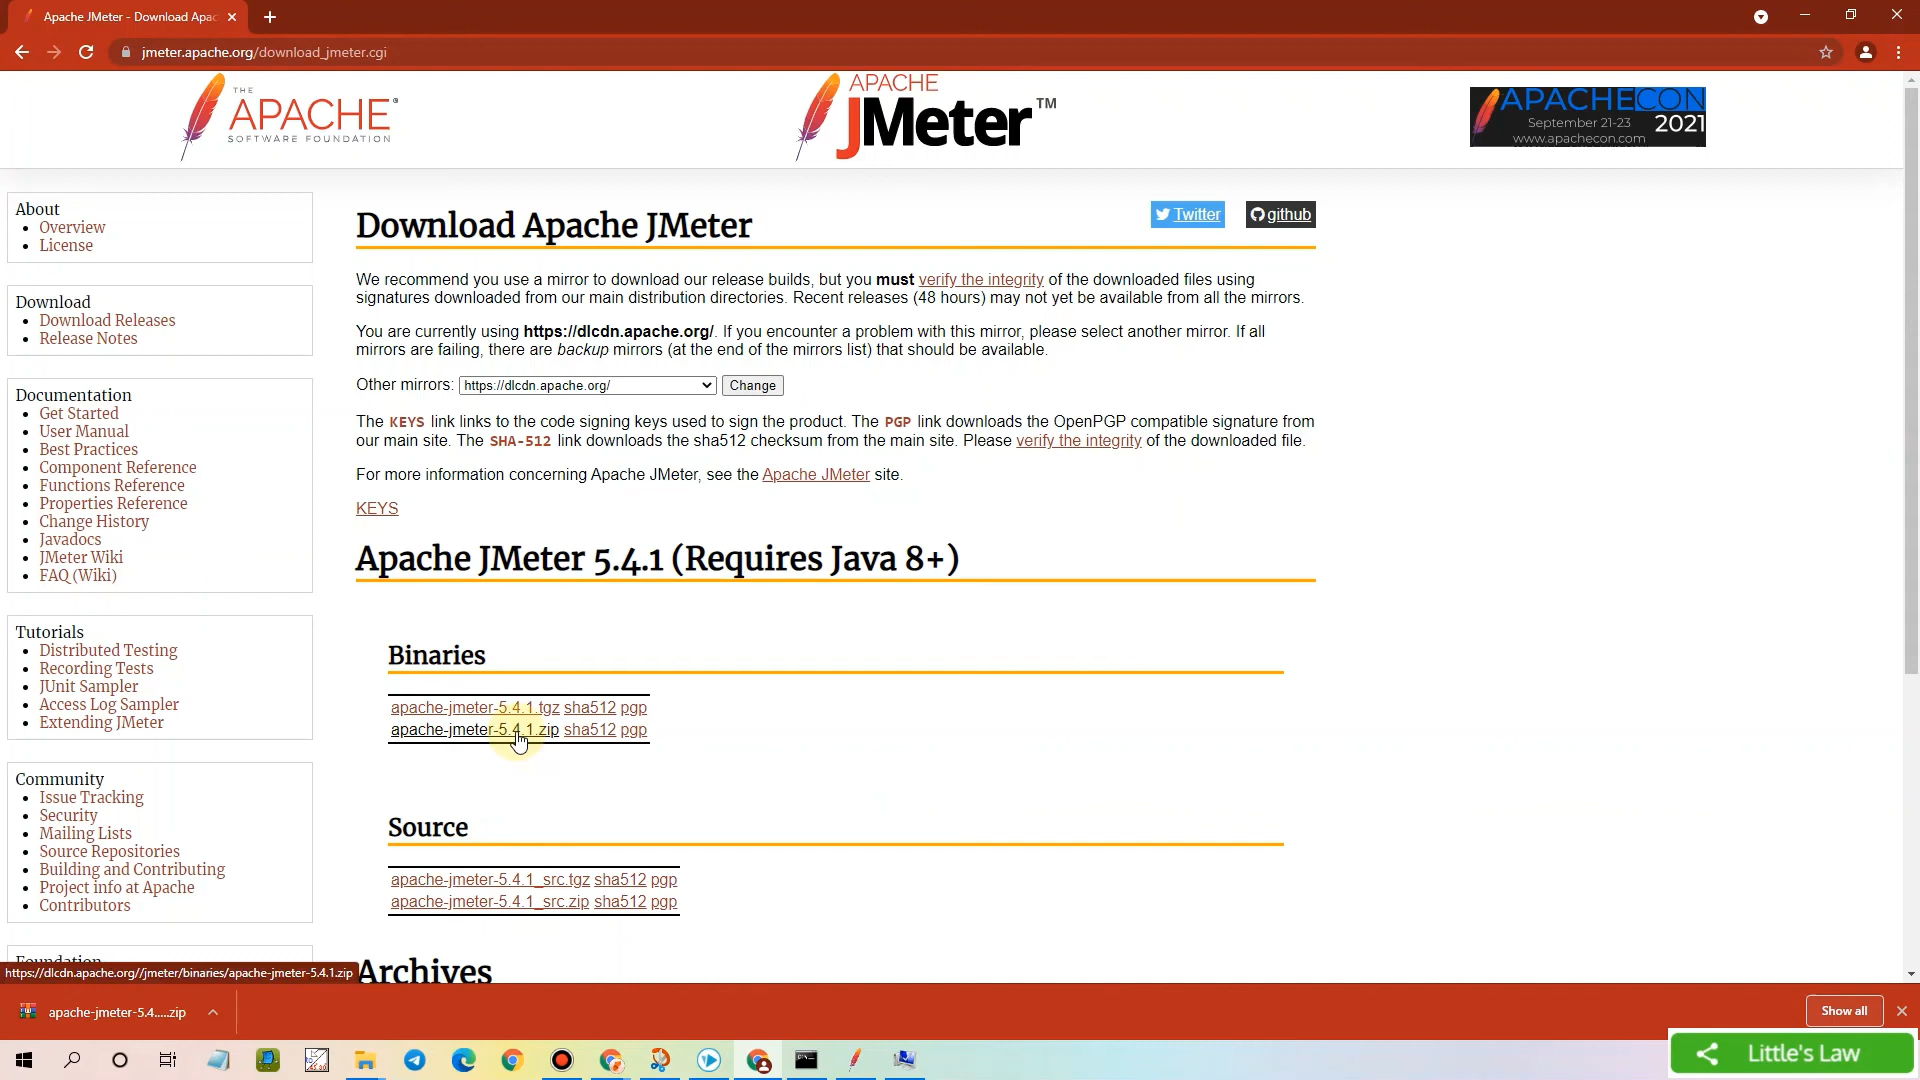 Apache JMeter - Download Apac
jmeter.apache.org/download_jmeter.cgi
THE
APACHE®
SOFTWARE FOUNDATION
APACHE
JMeter™
APACHECON
September 21-23
2021
www.apachecon.com
About
Overview
License
Download
Download Releases
Release Notes
Documentation
Get Started
User Manual
Best Practices
Component Reference
Functions Reference
Properties Reference
Change History
Javadocs
JMeter Wiki
FAQ (Wiki)
Tutorials
Distributed Testing
Recording Tests
JUnit Sampler
Access Log Sampler
Extending JMeter
Community
Issue Tracking
Security
Mailing Lists
Source Repositories
Building and Contributing
Project info at Apache
Contributors
Foundation
https://dlcdn.apache.org//jmeter/binaries/apache-jmeter-5.4.1.zip
Download Apache JMeter
Twitter
github
We recommend you use a mirror to download our release builds, but you must verify the integrity of the downloaded files using
signatures downloaded from our main distribution directories. Recent releases (48 hours) may not yet be available from all the mirrors.
You are currently using https://dlcdn.apache.org/. If you encounter a problem with this mirror, please select another mirror. If all
mirrors are failing, there are backup mirrors (at the end of the mirrors list) that should be available.
Other mirrors: https://dlcdn.apache.org/ Change
The KEYS link links to the code signing keys used to sign the product. The PGP link downloads the OpenPGP compatible signature from
our main site. The SHA-512 link downloads the sha512 checksum from the main site. Please verify the integrity of the downloaded file.
For more information concerning Apache JMeter, see the Apache JMeter site.
KEYS
Apache JMeter 5.4.1 (Requires Java 8+)
Binaries
apache-jmeter-5.4.1.tgz sha512 pgp
apache-jmeter-5.4.1.zip sha512 pgp
Source
apache-jmeter-5.4.1_src.tgz sha512 pgp
apache-jmeter-5.4.1_src.zip sha512 pgp
Archives
apache-jmeter-5.4.....zip
Show all
Little's Law